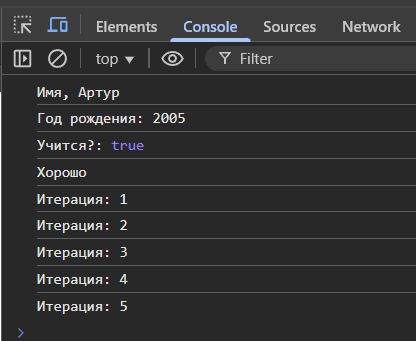 Elements Console Sources Network
top Filter
Имя, Артур
Год рождения: 2005
Учится?: true
Хорошо
Итерация: 1
Итерация: 2
Итерация: 3
Итерация: 4
Итерация: 5